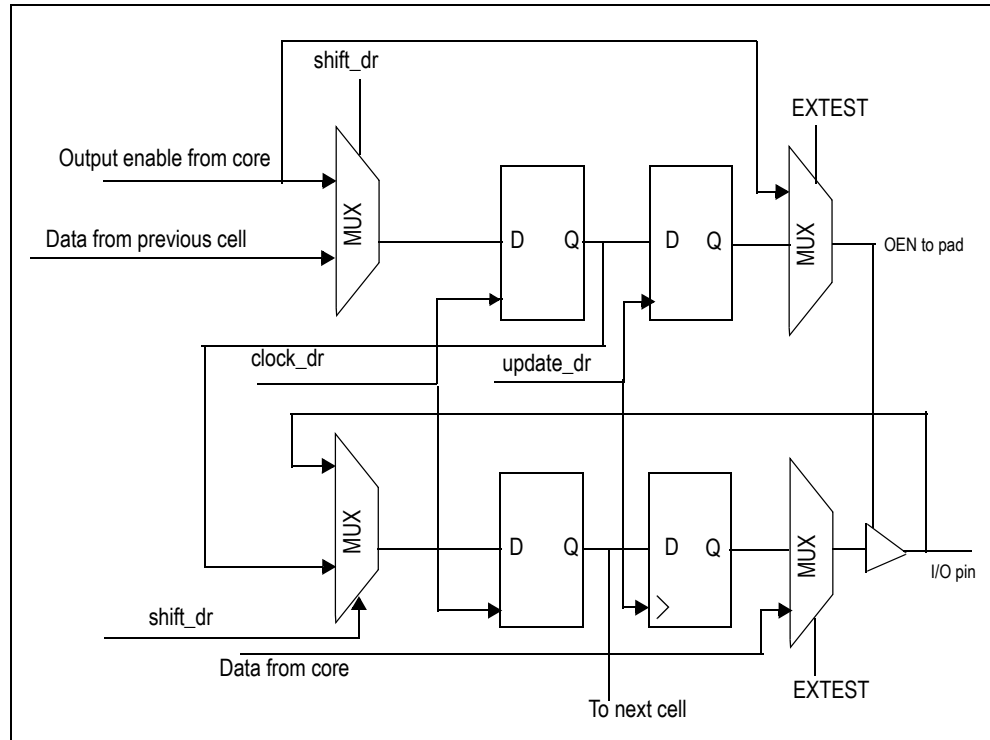 shift_dr
EXTEST
Output enable from core
MUX
D
Q
D
Q
MUX
Data from previous cell
OEN to pad
clock_dr
update_dr
MUX
D
Q
D
Q
MUX
I/O pin
shift_dr
Data from core
EXTEST
To next cell